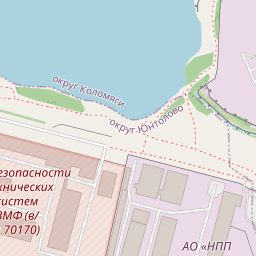 округ Коломяги
округ Юнтолово
езопасности
хнических
истем
ВМФ (в/
70170)
АО «НПП